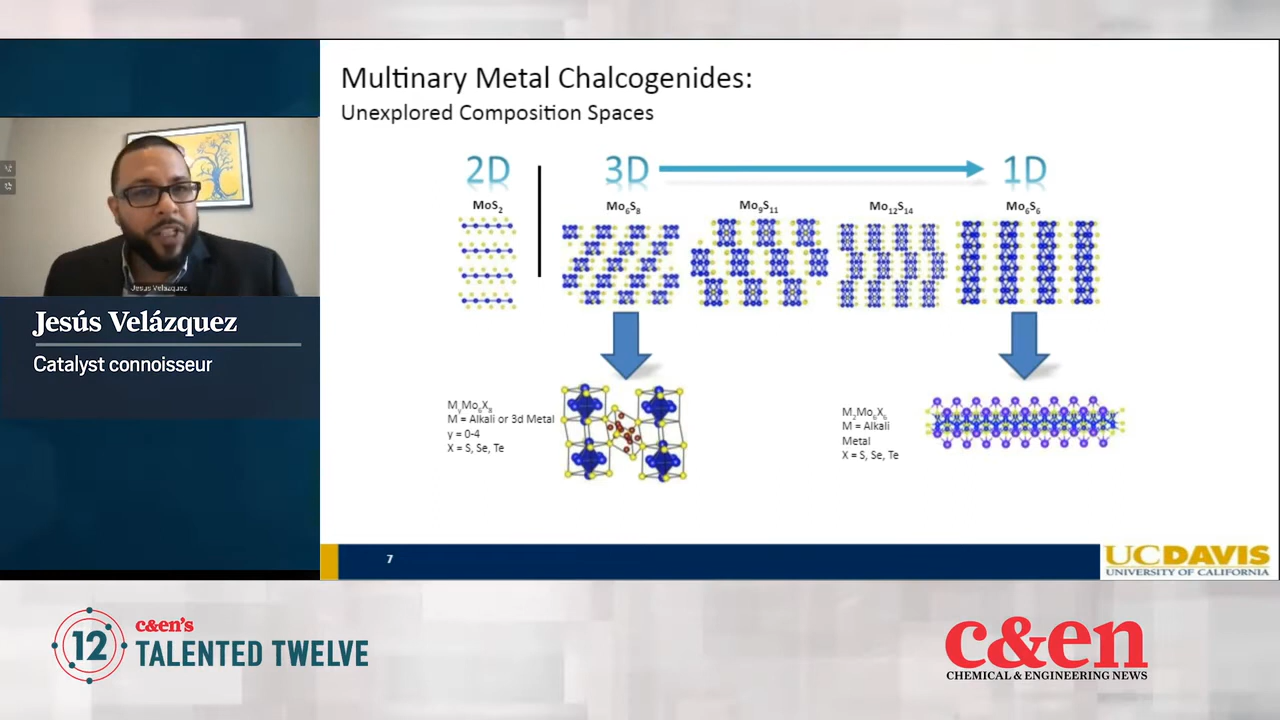 Multinary Metal Chalcogenides:
Unexplored Composition Spaces
2D
3D
1D
MoS2
Mo6S8
Mo9S11
Mo12S14
Mo6S6
MyMo6X8
M = Alkali or 3d Metal
y = 0-4
X = S, Se, Te
M2Mo6X6
M = Alkali
Metal
X = S, Se, Te
7
UCDAVIS
UNIVERSITY OF CALIFORNIA
Jesus Velazquez
Jesús Velázquez
Catalyst connoisseur
12
c&en's
TALENTED TWELVE
c&en
CHEMICAL & ENGINEERING NEWS